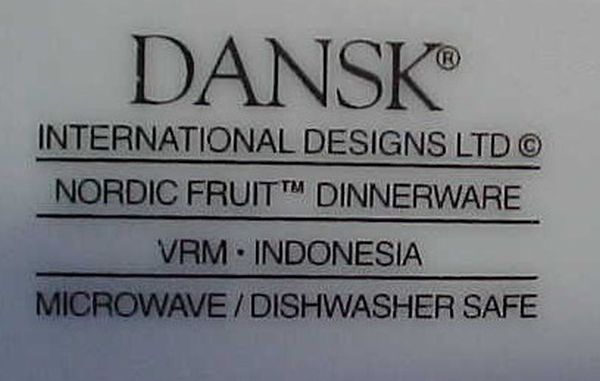 DANSK®
INTERNATIONAL DESIGNS LTD ©
NORDIC FRUIT™ DINNERWARE
VRM · INDONESIA
MICROWAVE / DISHWASHER SAFE